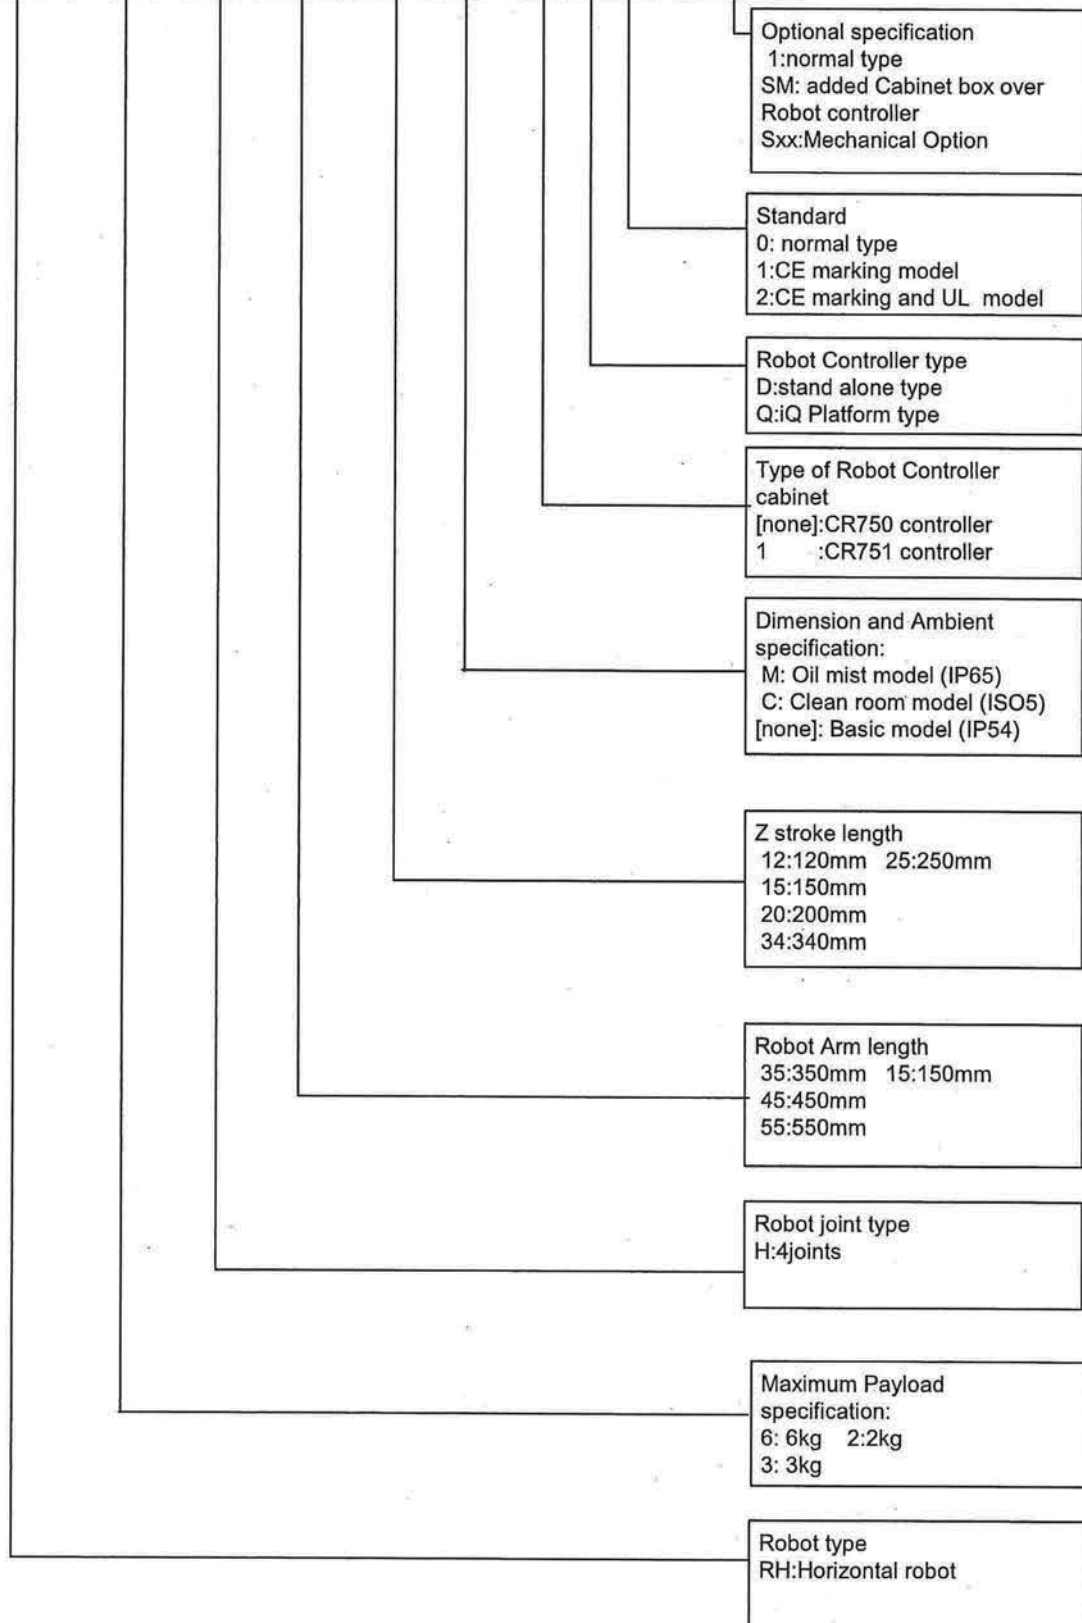 Optional specification
1:normal type
SM: added Cabinet box over
Robot controller
Sxx:Mechanical Option
Standard
0: normal type
1:CE marking model
2:CE marking and UL model
Robot Controller type
D:stand alone type
Q:iQ Platform type
Type of Robot Controller
cabinet
[none]:CR750 controller
1 :CR751 controller
Dimension and Ambient
specification:
M: Oil mist model (IP65)
C: Clean room model (ISO5)
[none]: Basic model (IP54)
Z stroke length
12:120mm 25:250mm
15:150mm
20:200mm
34:340mm
Robot Arm length
35:350mm 15:150mm
45:450mm
55:550mm
Robot joint type
H:4joints
Maximum Payload
specification:
6: 6kg 2:2kg
3: 3kg
Robot type
RH:Horizontal robot